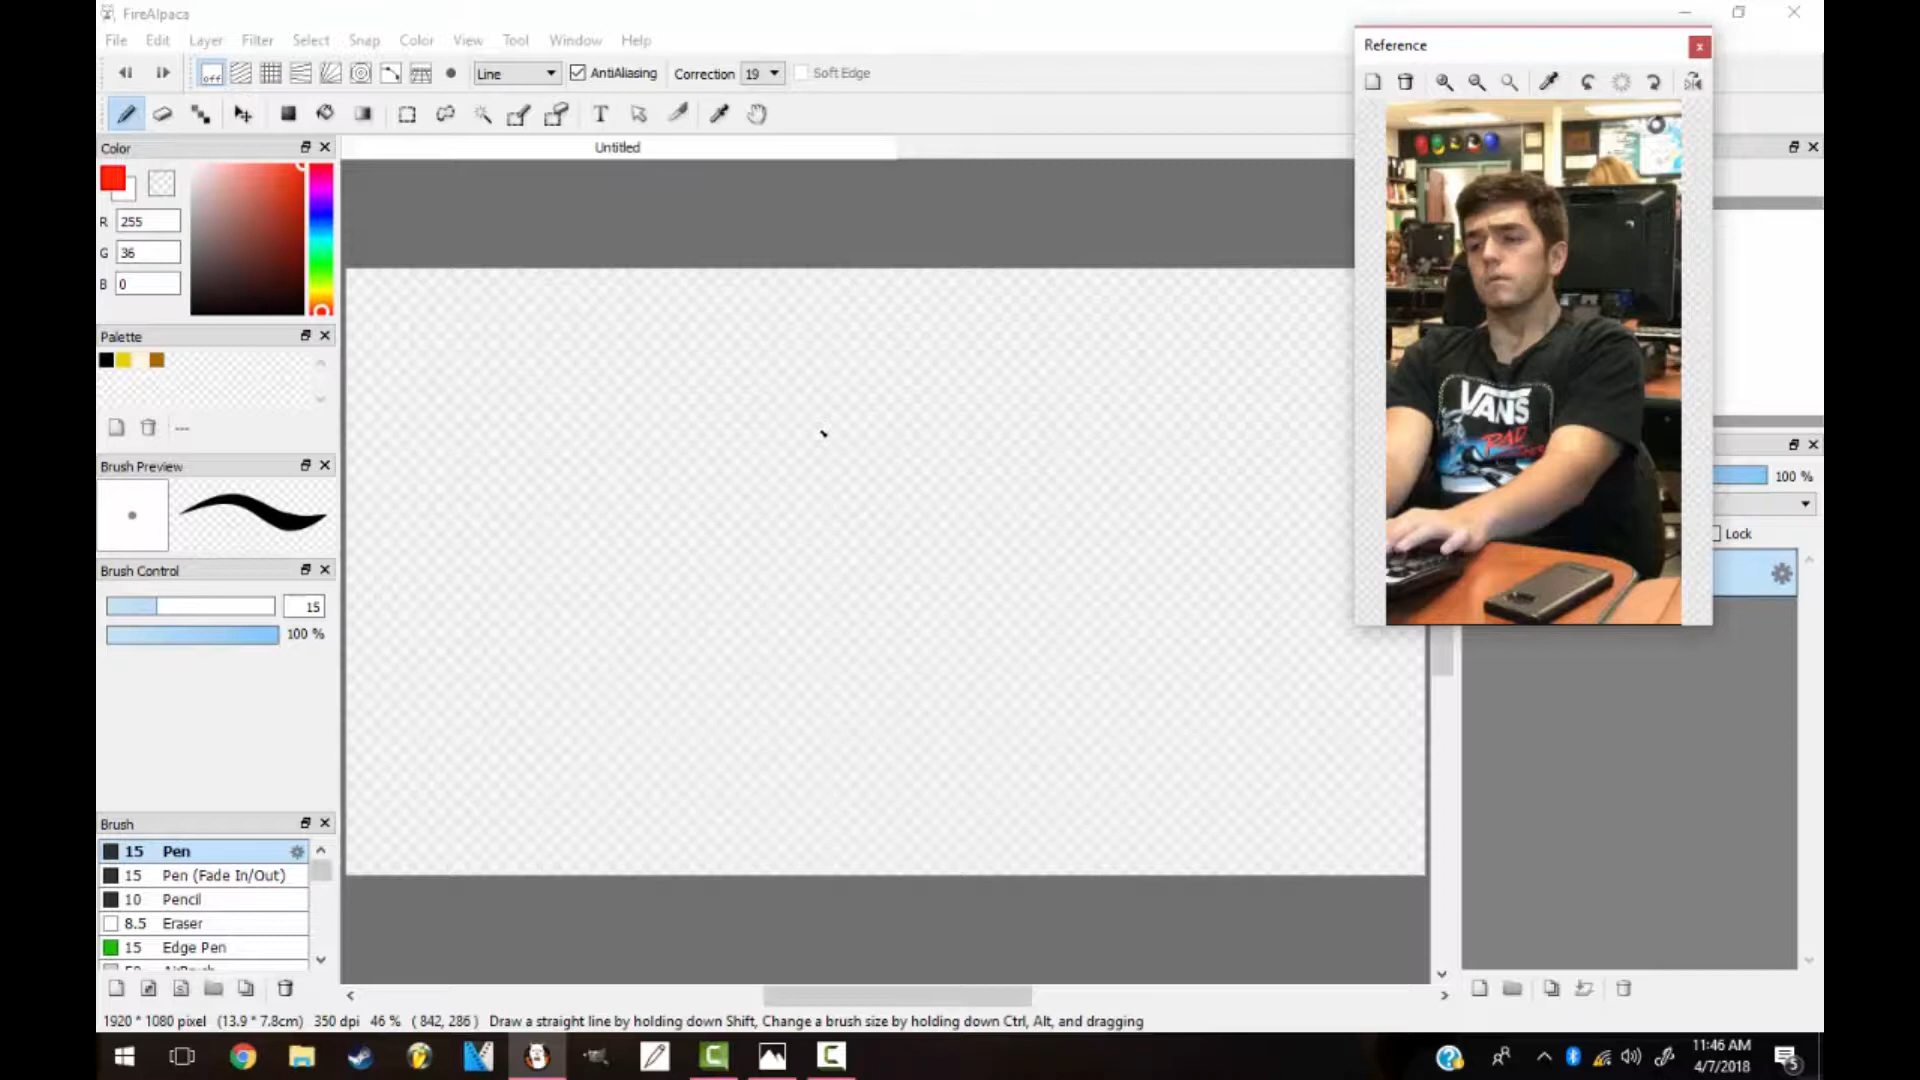 FireAlpaca
File Edit Layer Filter Select Snap Color View Tool Window Help
off Line AntiAliasing Correction 19 Soft Edge
T
Untitled
Reference
VANS
RAD
Color
R 255
G 36
B 0
Palette
---
Brush Preview
Brush Control
15
100 %
Brush
15 Pen
15 Pen (Fade In/Out)
10 Pencil
8.5 Eraser
15 Edge Pen
100 %
Lock
1920 * 1080 pixel (13.9 * 7.8cm) 350 dpi 46 % ( 842, 286 ) Draw a straight line by holding down Shift, Change a brush size by holding down Ctrl, Alt, and dragging
11:46 AM
4/7/2018
5